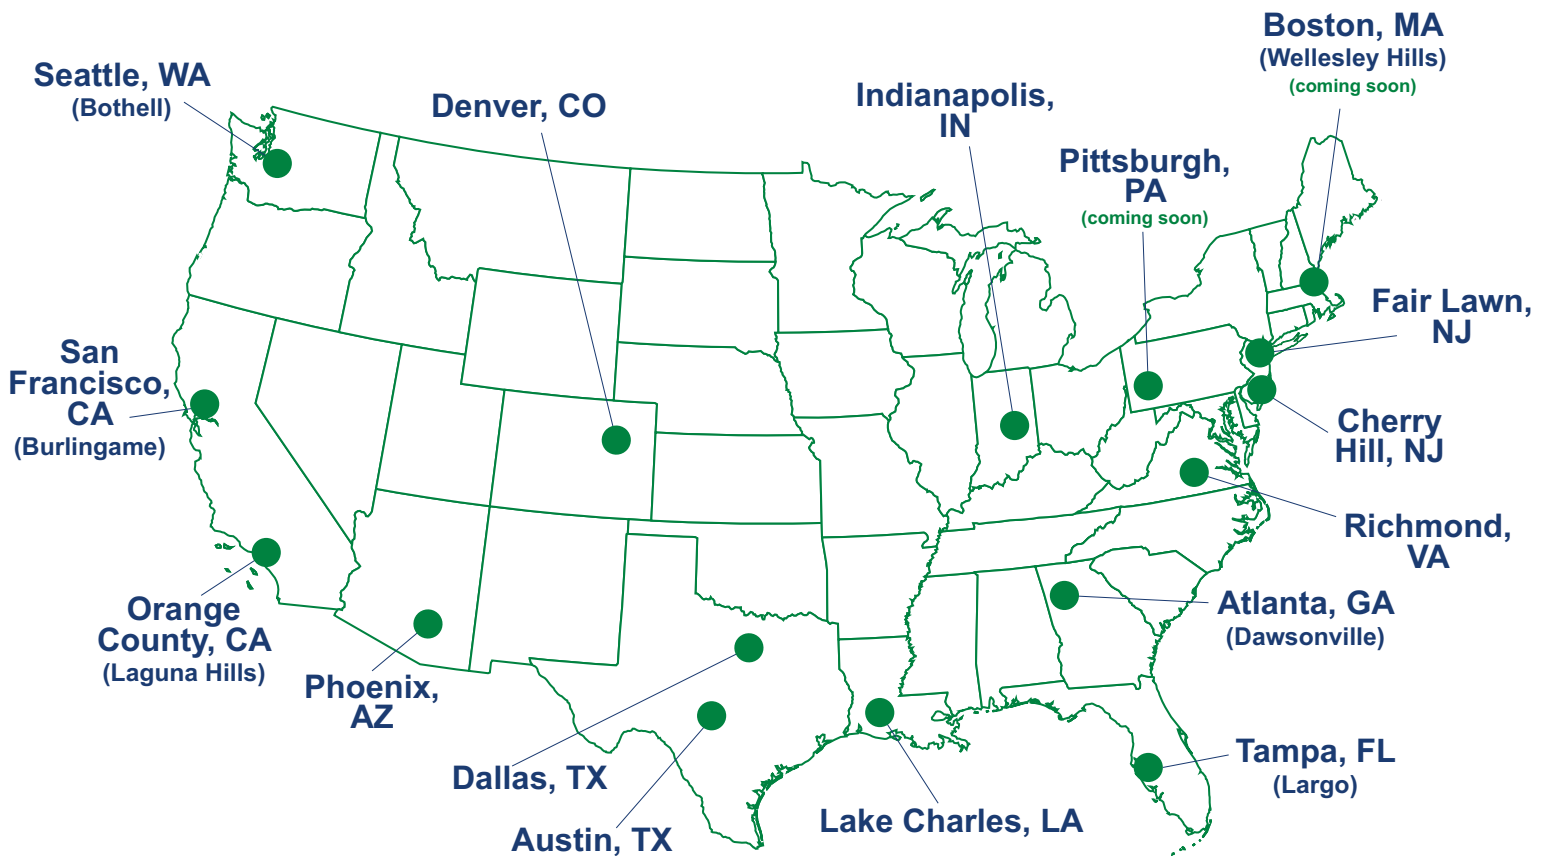 Boston, MA
(Wellesley Hills)
(coming soon)
Seattle, WA
(Bothell)
Denver, CO
Indianapolis,
IN
Pittsburgh,
PA
(coming soon)
Fair Lawn,
NJ
San
Francisco,
CA
(Burlingame)
Cherry
Hill, NJ
Richmond,
VA
Orange
County, CA
(Laguna Hills)
Atlanta, GA
(Dawsonville)
Phoenix,
AZ
Dallas, TX
Tampa, FL
(Largo)
Austin, TX
Lake Charles, LA